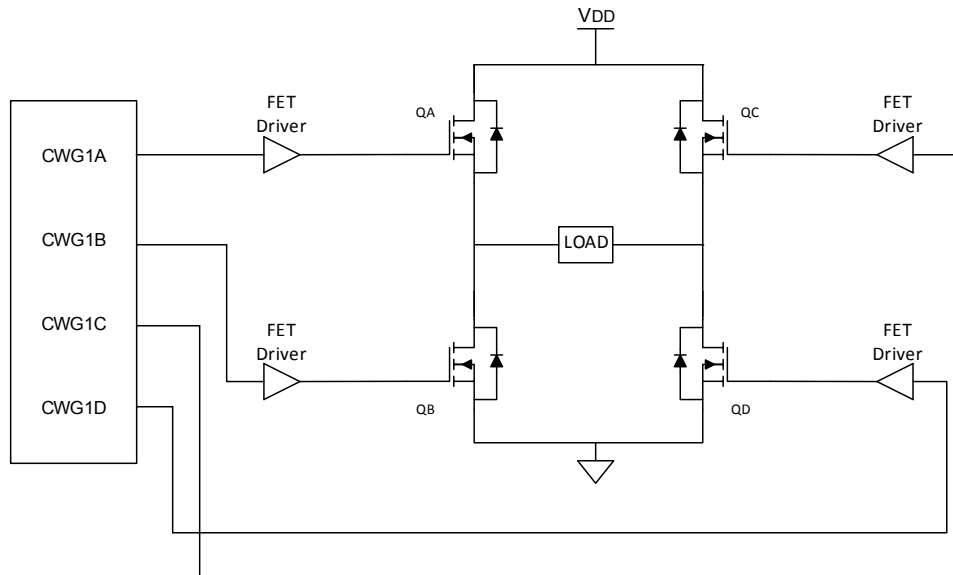 VDD
FET
Driver
QA
QC
FET
Driver
CWG1A
CWG1B
LOAD
CWG1C
FET
Driver
FET
Driver
CWG1D
QB
QD